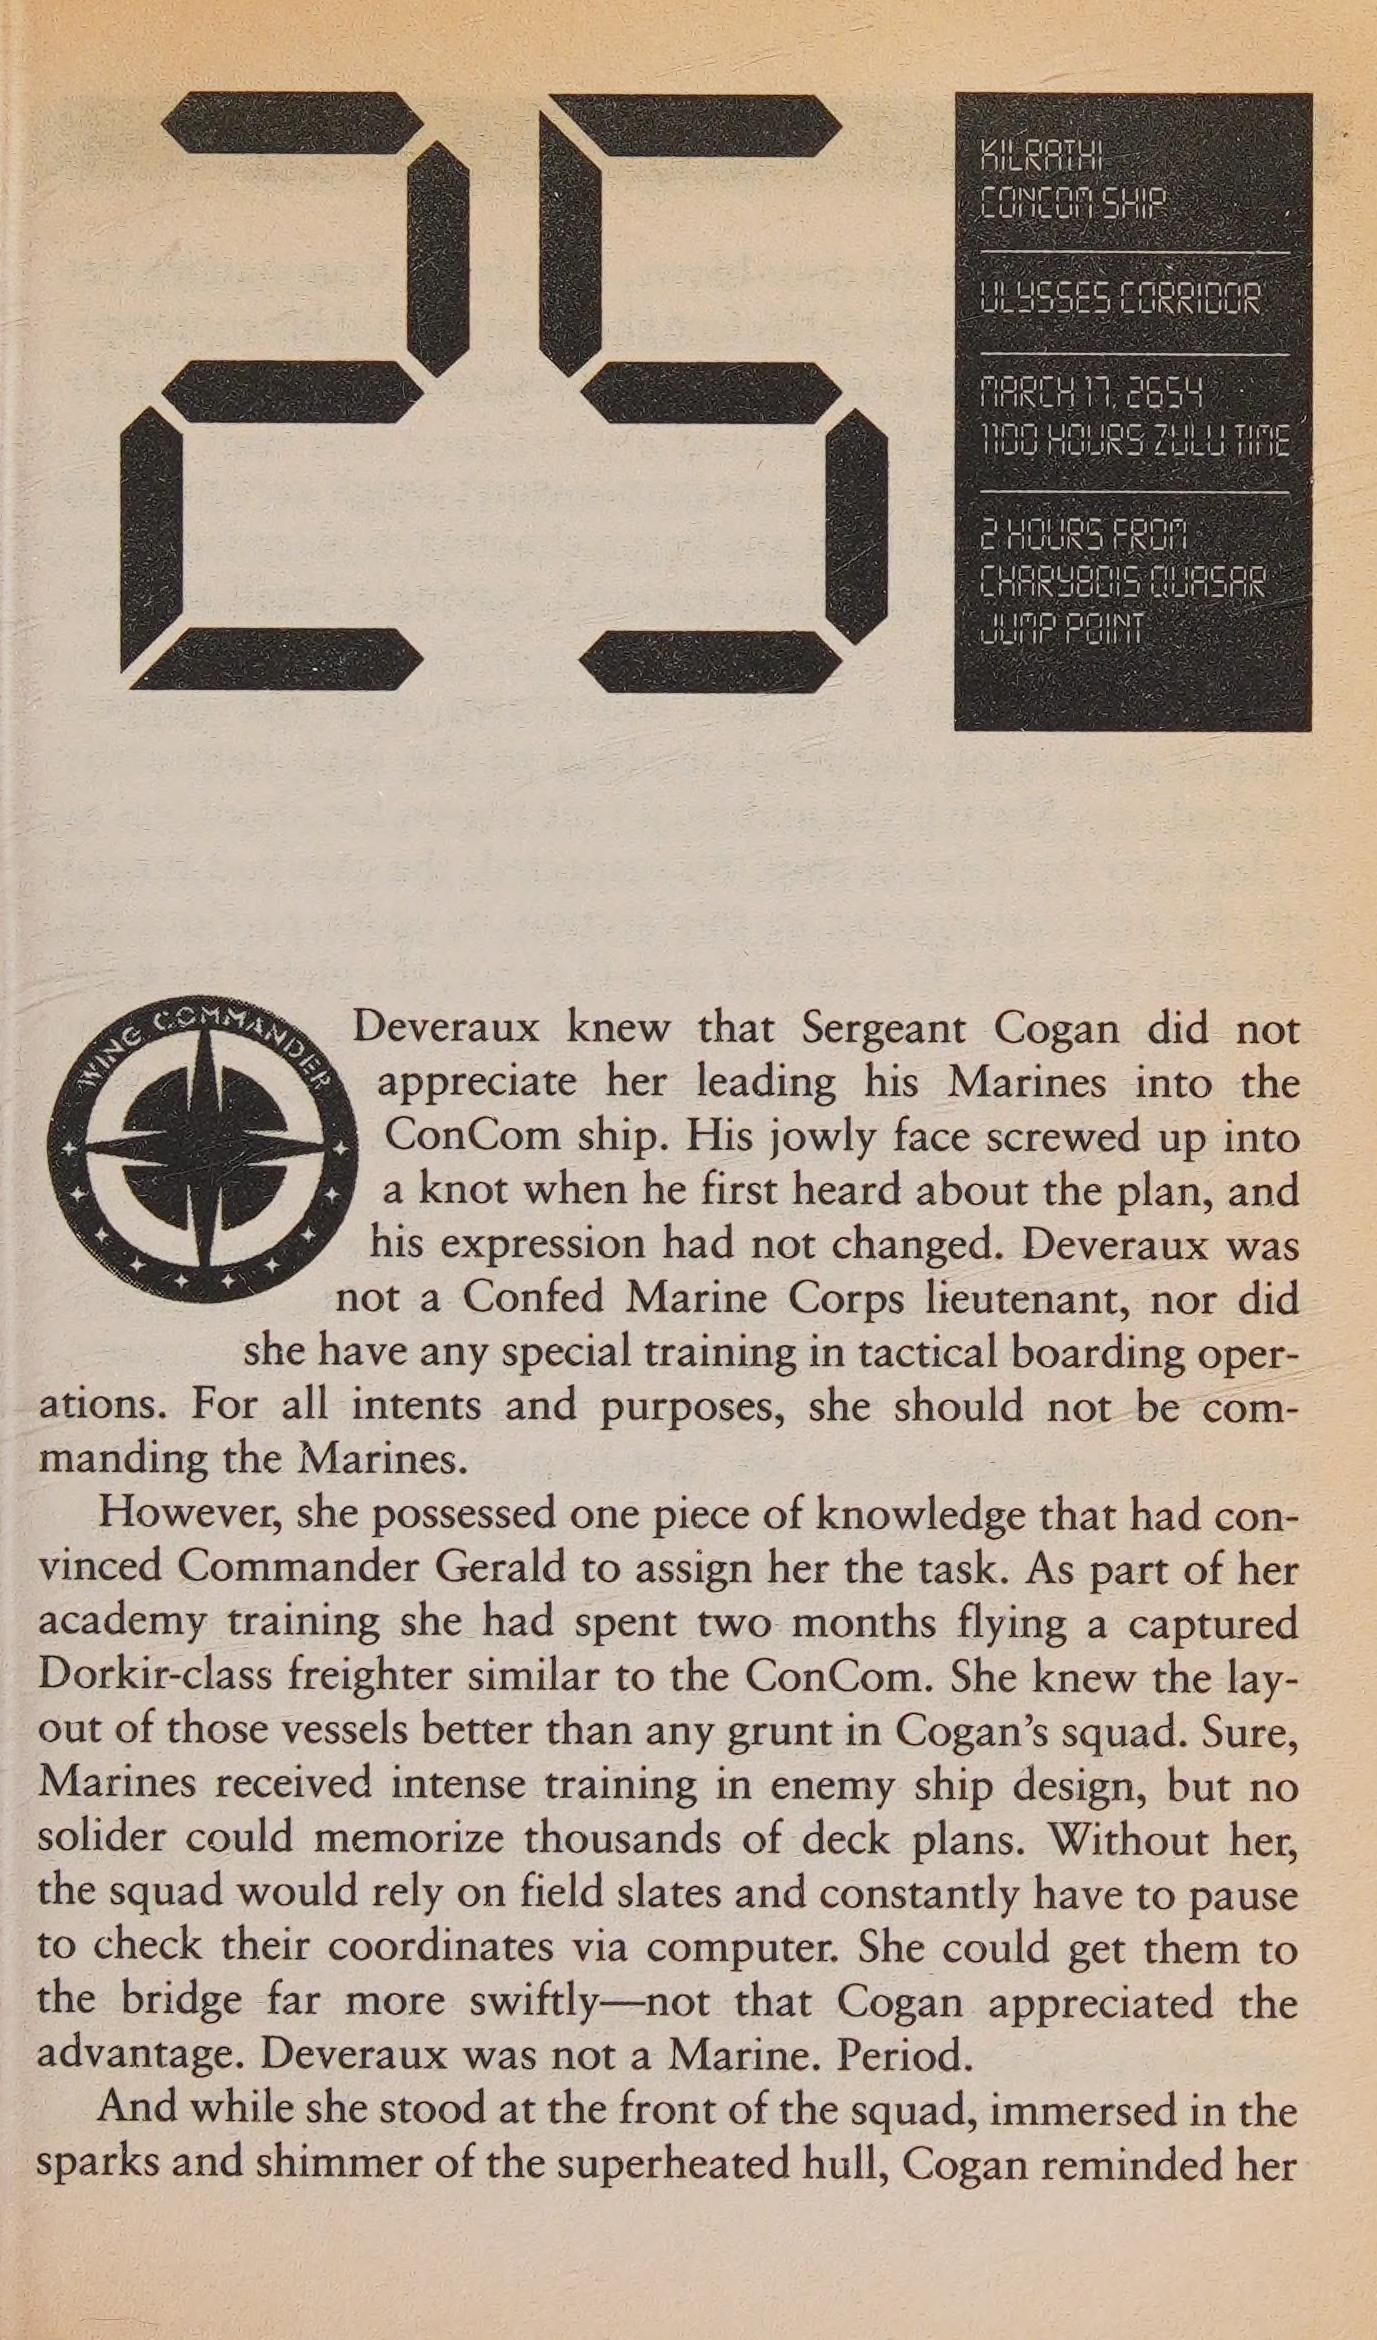 25
KILRATHI
CONCOM SHIP
ULYSSES CORRIDOR
MARCH 17, 2654
1100 HOURS ZULU TIME
2 HOURS FROM
CHARYBDIS QUASAR
JUMP POINT
WING COMMANDER
Deveraux knew that Sergeant Cogan did not
appreciate her leading his Marines into the
ConCom ship. His jowly face screwed up into
a knot when he first heard about the plan, and
his expression had not changed. Deveraux was
not a Confed Marine Corps lieutenant, nor did
she have any special training in tactical boarding oper-
ations. For all intents and purposes, she should not be com-
manding the Marines.
However, she possessed one piece of knowledge that had con-
vinced Commander Gerald to assign her the task. As part of her
academy training she had spent two months flying a captured
Dorkir-class freighter similar to the ConCom. She knew the lay-
out of those vessels better than any grunt in Cogan’s squad. Sure,
Marines received intense training in enemy ship design, but no
solider could memorize thousands of deck plans. Without her,
the squad would rely on field slates and constantly have to pause
to check their coordinates via computer. She could get them to
the bridge far more swiftly—not that Cogan appreciated the
advantage. Deveraux was not a Marine. Period.
And while she stood at the front of the squad, immersed in the
sparks and shimmer of the superheated hull, Cogan reminded her